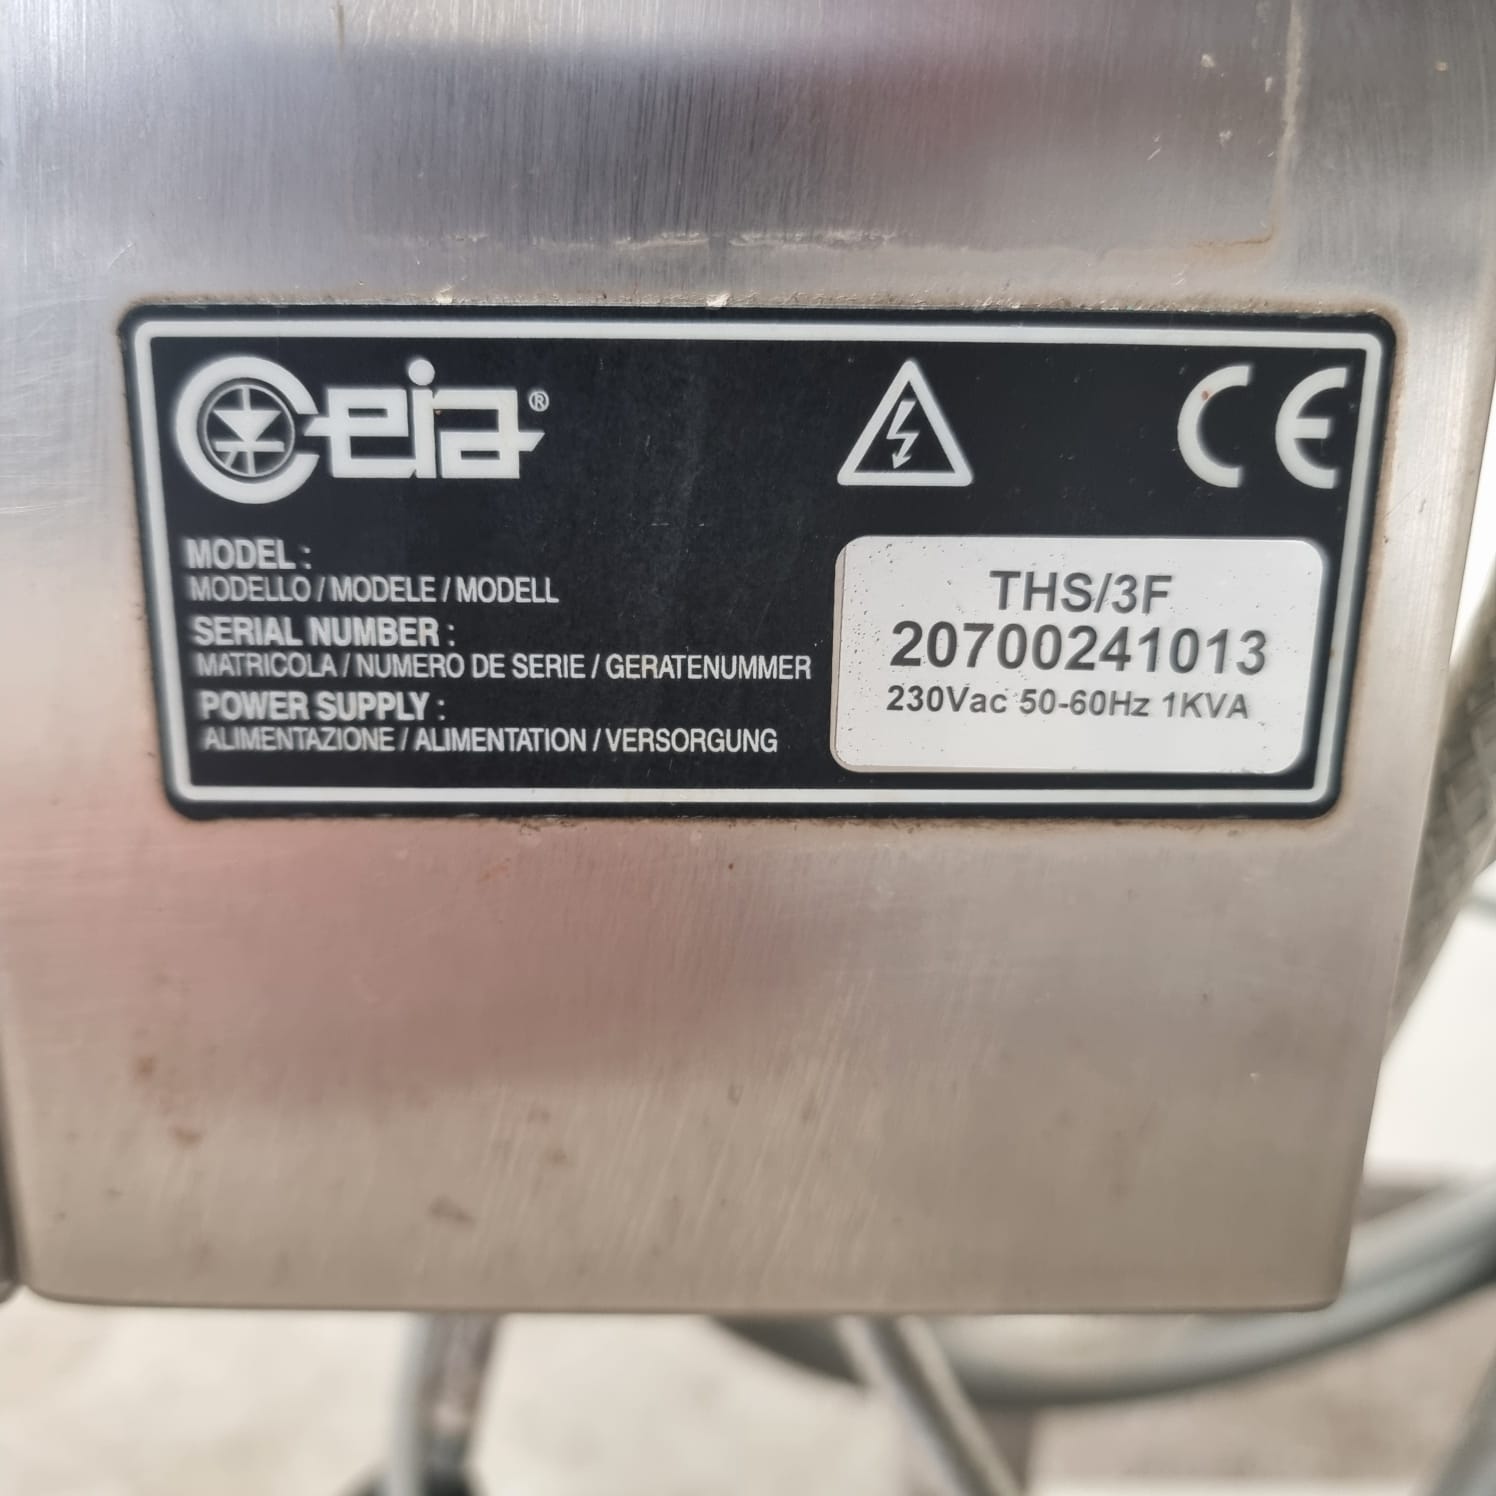 Ceia®
CE
MODEL :
MODELLO / MODELE / MODELL
THS/3F
SERIAL NUMBER :
MATRICOLA / NUMERO DE SERIE / GERATENUMMER
20700241013
POWER SUPPLY :
ALIMENTAZIONE / ALIMENTATION / VERSORGUNG
230Vac 50-60Hz 1KVA